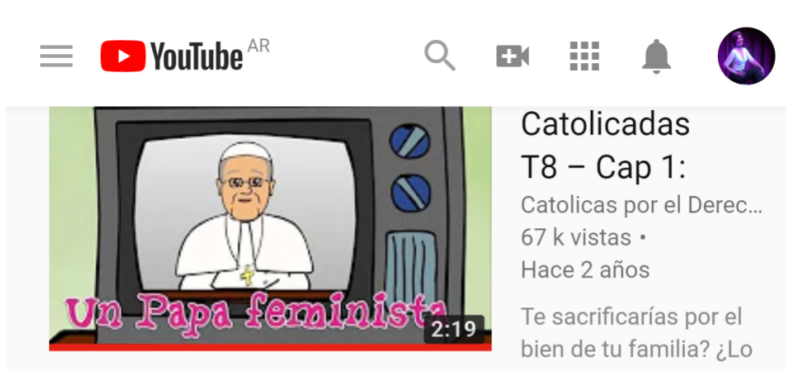 YouTube AR
Un Papa feminista
2:19
Catolicadas
T8 – Cap 1:
Catolicas por el Derec...
67 k vistas •
Hace 2 años
Te sacrificarías por el
bien de tu familia? ¿Lo